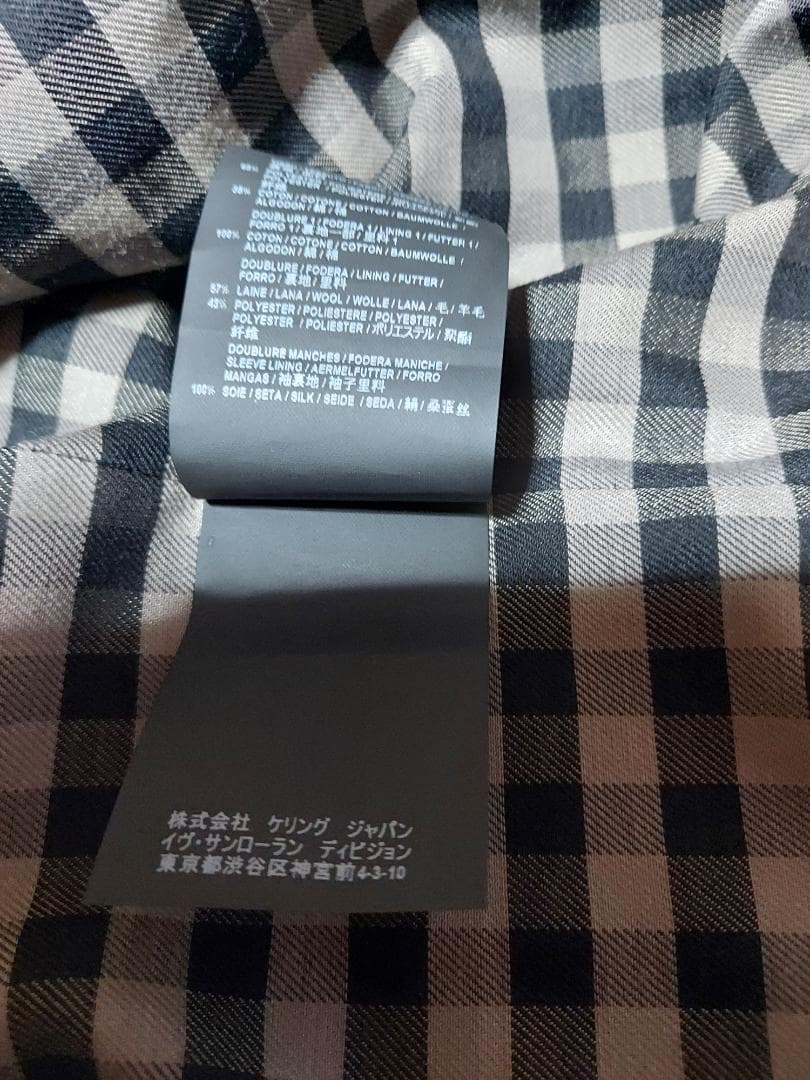 COTTON / BAUMWOLLE /
ALGODON / 綿 / 棉
DOUBLURE 1 / FODERA 1 / LINING 1 / FUTTER 1 /
FORRO 1 / 裏地一 / 里料 1
100% COTON / COTONE / COTTON / BAUMWOLLE /
ALGODON / 綿 / 棉
DOUBLURE / FODERA / LINING / FUTTER /
FORRO / 裏地 / 里料
57% LAINE / LANA / WOOL / WOLLE / LANA / 毛 / 羊毛
43% POLYESTER / POLIESTERE / POLYESTER /
POLYESTER / POLIESTER / ポリエステル / 聚酯
纤维
DOUBLURE MANCHES / FODERA MANICHE /
SLEEVE LINING / AERMELFUTTER / FORRO
MANGAS / 袖裏地 / 袖子里料
100% SOIE / SETA / SILK / SEIDE / SEDA / 絹 / 桑蚕丝
株式会社 ケリング ジャパン
イヴ・サンローラン ディビジョン
東京都渋谷区神宮前4-3-10